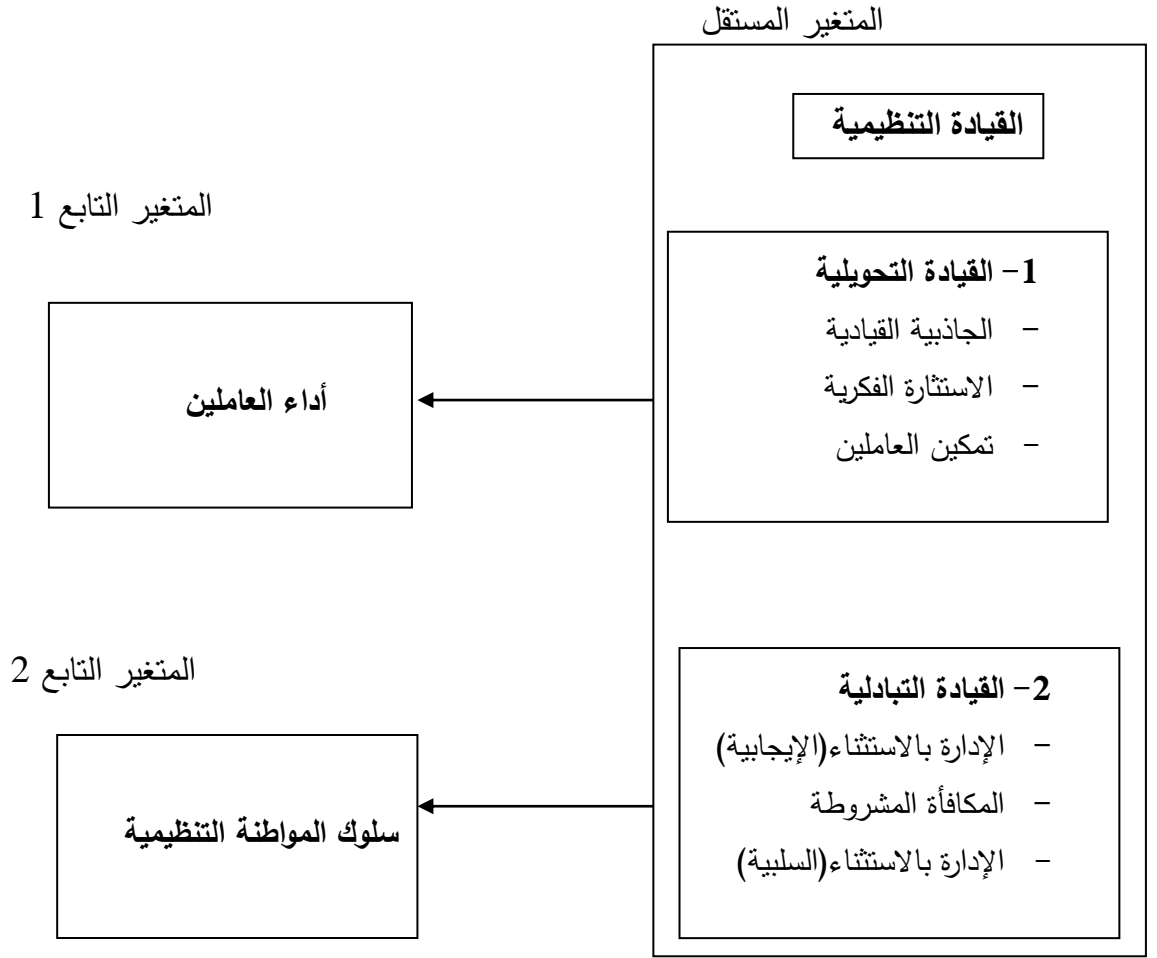 المتغير المستقل
القيادة التنظيمية
1- القيادة التحويلية
- الجاذبية القيادية
- الاستثارة الفكرية
- تمكين العاملين
2- القيادة التبادلية
- الإدارة بالاستثناء(الإيجابية)
- المكافأة المشروطة
- الإدارة بالاستثناء(السلبية)
المتغير التابع 1
أداء العاملين
المتغير التابع 2
سلوك المواطنة التنظيمية